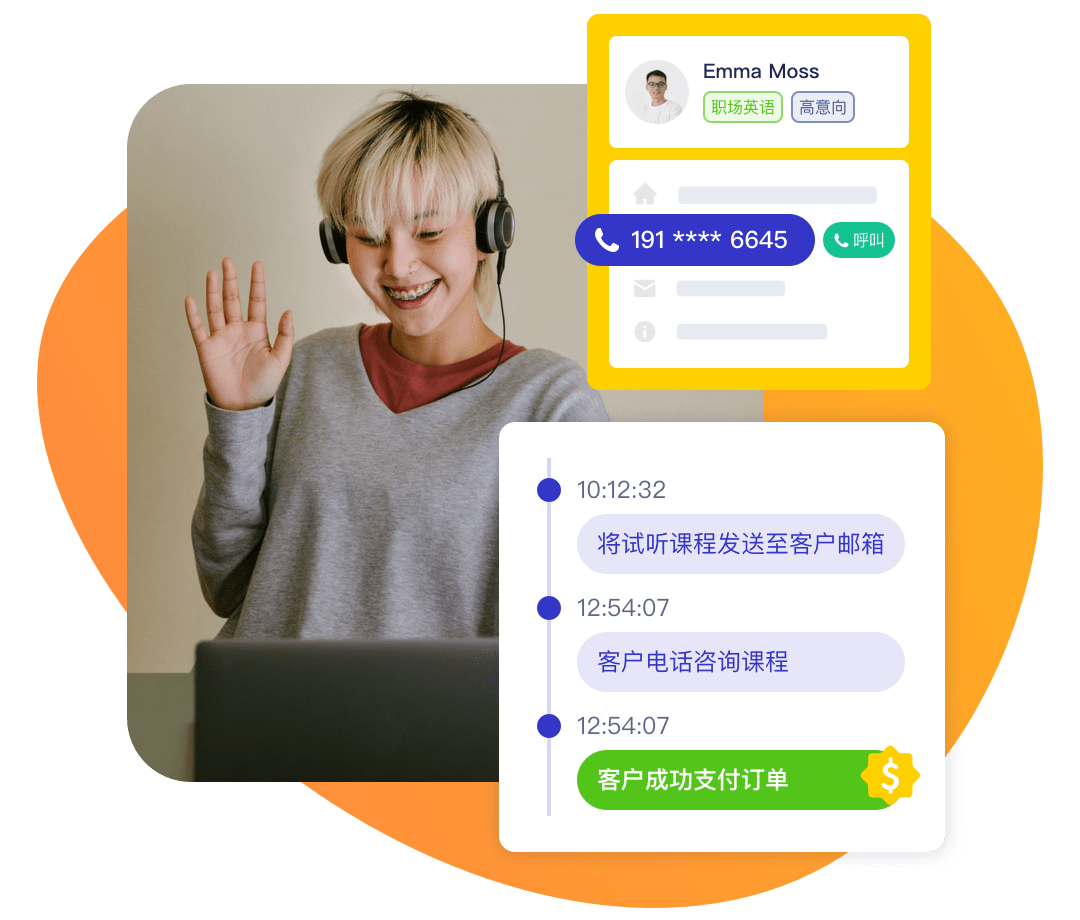 Emma Moss
职场英语 高意向
191 **** 6645 呼叫
10:12:32
将试听课程发送至客户邮箱
12:54:07
客户电话咨询课程
12:54:07
客户成功支付订单 $